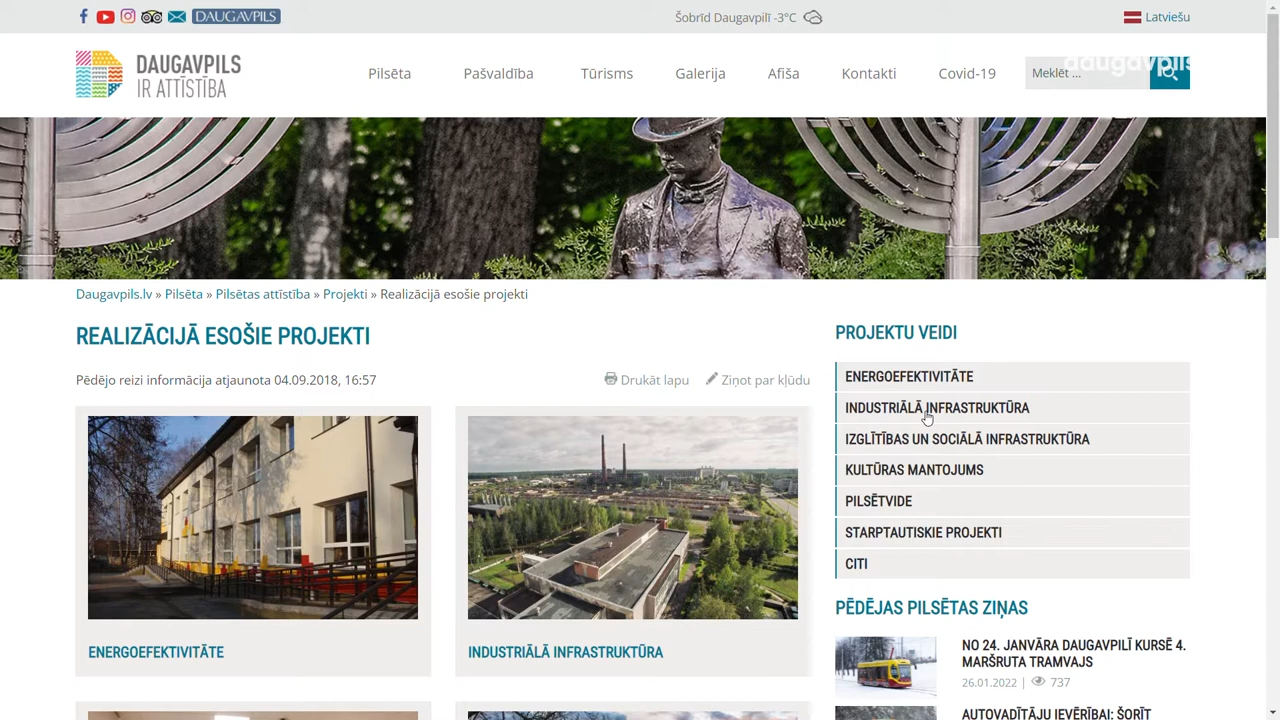 DAUGAVPILS
Šobrīd Daugavpilī -3°C
Latviešu
DAUGAVPILS
IR ATTĪSTĪBA
Pilsēta
Pašvaldība
Tūrisms
Galerija
Afiša
Kontakti
Covid-19
Meklēt ...
daugavpils
Daugavpils.lv » Pilsēta » Pilsētas attīstība » Projekti » Realizācijā esošie projekti
REALIZĀCIJĀ ESOŠIE PROJEKTI
Pēdējo reizi informācija atjaunota 04.09.2018, 16:57
Drukāt lapu
Ziņot par kļūdu
ENERGOEFEKTIVITĀTE
INDUSTRIĀLĀ INFRASTRUKTŪRA
PROJEKTU VEIDI
ENERGOEFEKTIVITĀTE
INDUSTRIĀLĀ INFRASTRUKTŪRA
IZGLĪTĪBAS UN SOCIĀLĀ INFRASTRUKTŪRA
KULTŪRAS MANTOJUMS
PILSĒTVIDE
STARPTAUTISKIE PROJEKTI
CITI
PĒDĒJAS PILSĒTAS ZIŅAS
NO 24. JANVĀRA DAUGAVPILĪ KURSĒ 4.
MARŠRUTA TRAMVAJS
26.01.2022 | 737
AUTOVADĪTĀJU IEVĒRĪBAI: ŠORĪT